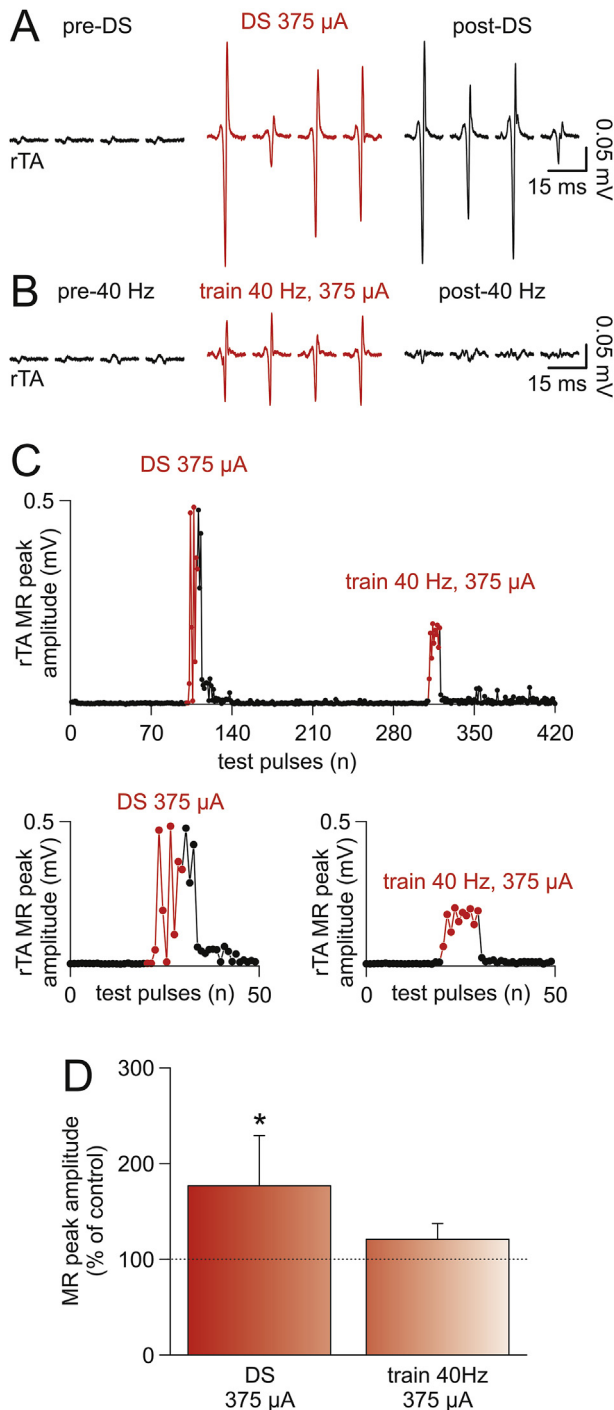 A
pre-DS
DS 375 µA
post-DS
rTA
15 ms
0.05 mV
B
pre-40 Hz
train 40 Hz, 375 µA
post-40 Hz
rTA
15 ms
0.05 mV
C
DS 375 µA
train 40 Hz, 375 µA
rTA MR peak
amplitude (mV)
0.5
0 70 140 210 280 350 420
test pulses (n)
DS 375 µA
rTA MR peak
amplitude (mV)
0.5
0 50
test pulses (n)
train 40 Hz, 375 µA
rTA MR peak
amplitude (mV)
0.5
0 50
test pulses (n)
D
MR peak amplitude
(% of control)
300
200
100
0
*
DS
375 µA
train 40Hz
375 µA